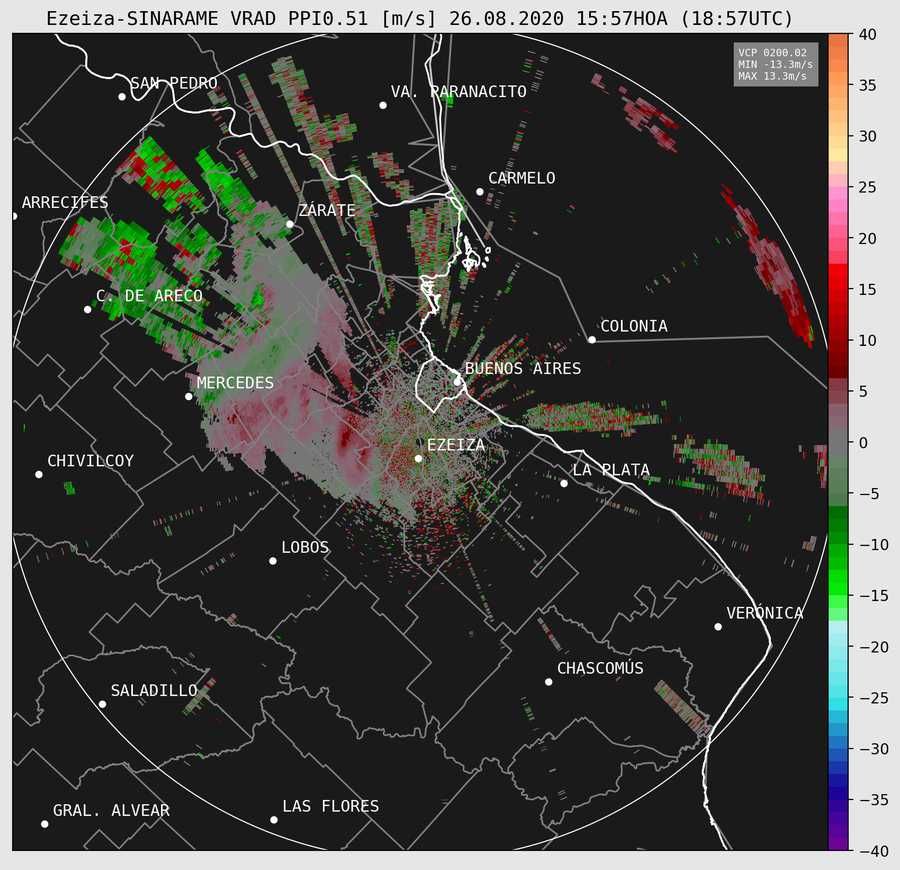 Ezeiza-SINARAME VRAD PPI0.51 [m/s] 26.08.2020 15:57HOA (18:57UTC)
VCP 0200.02
MIN -13.3m/s
MAX 13.3m/s
SAN PEDRO
VA. PARANACITO
CARMELO
ARRECIFES
ZÁRATE
C. DE ARECO
COLONIA
BUENOS AIRES
MERCEDES
EZEIZA
CHIVILCOY
LA PLATA
LOBOS
VERÓNICA
CHASCOMÚS
SALADILLO
GRAL. ALVEAR
LAS FLORES
40
35
30
25
20
15
10
5
0
−5
−10
−15
−20
−25
−30
−35
−40